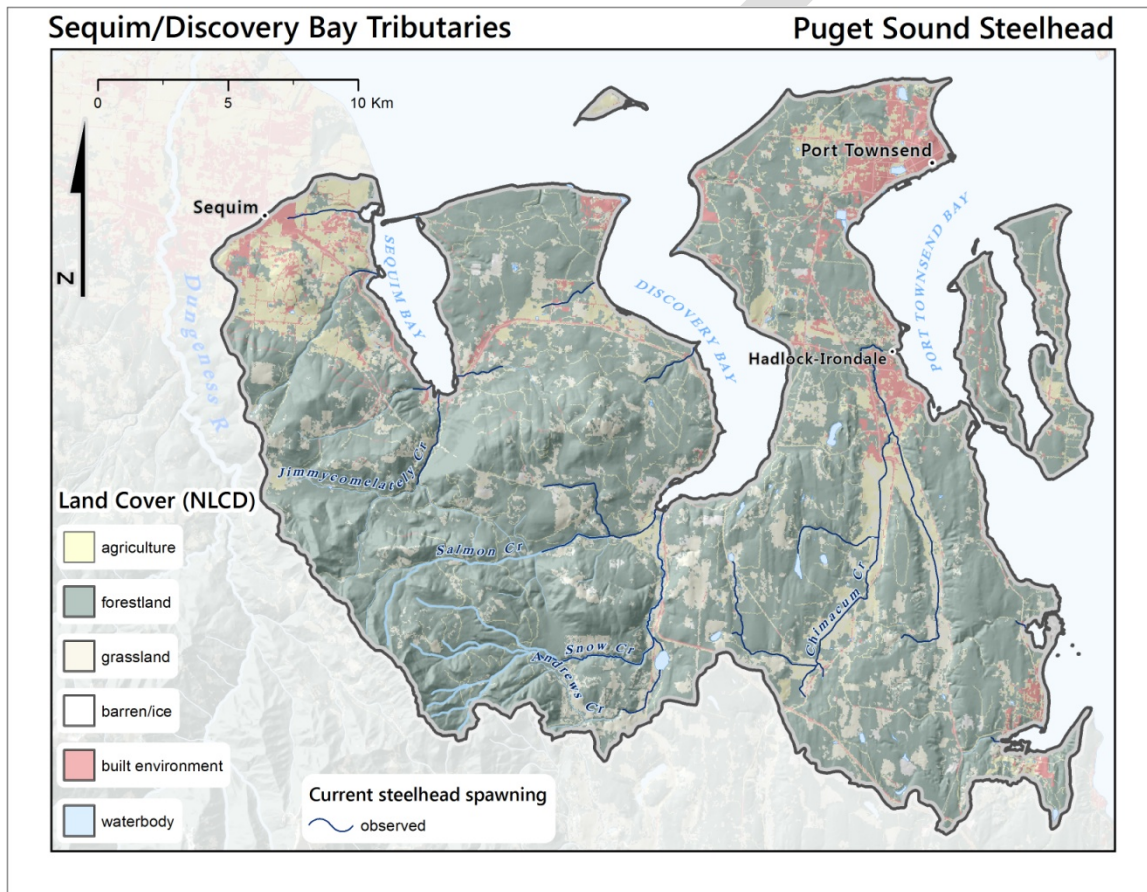 Sequim/Discovery Bay Tributaries
Puget Sound Steelhead
0 5 10 Km
N
Port Townsend
Sequim
SEQUIM BAY
DISCOVERY BAY
PORT TOWNSEND BAY
Dungeness R
Hadlock-Irondale
Jimmycomelately Cr
Salmon Cr
Snow Cr
Andrews Cr
Chimacum Cr
Land Cover (NLCD)
agriculture
forestland
grassland
barren/ice
built environment
waterbody
Current steelhead spawning
observed